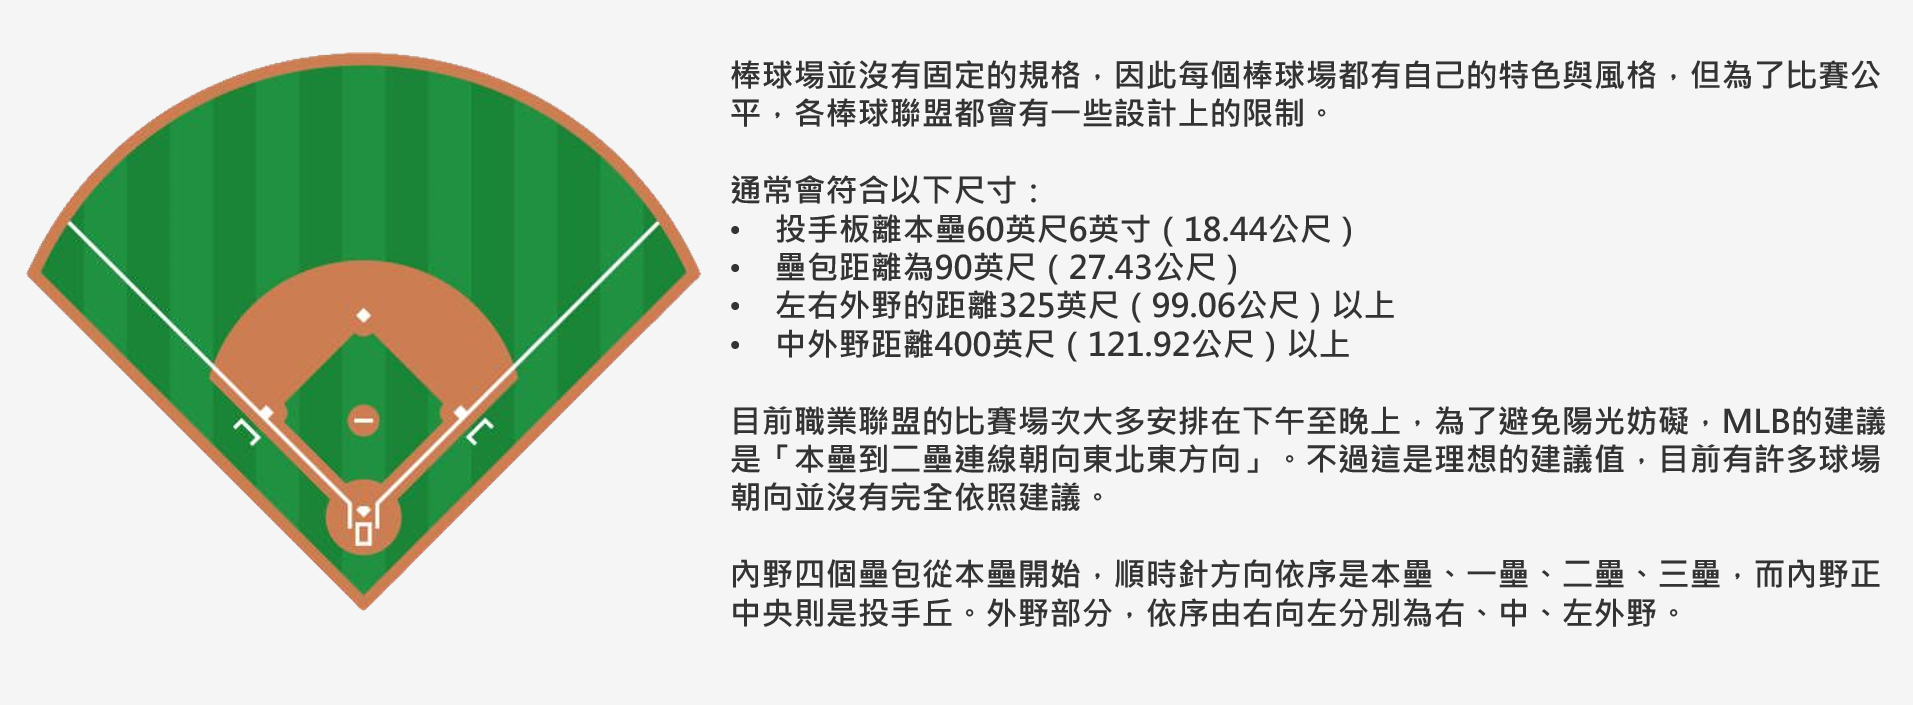 棒球場並沒有固定的規格，因此每個棒球場都有自己的特色與風格，但為了比賽公
平，各棒球聯盟都會有一些設計上的限制。
通常會符合以下尺寸：
• 投手板離本壘60英尺6英寸（18.44公尺）
• 壘包距離為90英尺（27.43公尺）
• 左右外野的距離325英尺（99.06公尺）以上
• 中外野距離400英尺（121.92公尺）以上
目前職業聯盟的比賽場次大多安排在下午至晚上，為了避免陽光妨礙，MLB的建議
是「本壘到二壘連線朝向東北東方向」。不過這是理想的建議值，目前有許多球場
朝向並沒有完全依照建議。
內野四個壘包從本壘開始，順時針方向依序是本壘、一壘、二壘、三壘，而內野正
中央則是投手丘。外野部分，依序由右向左分別為右、中、左外野。